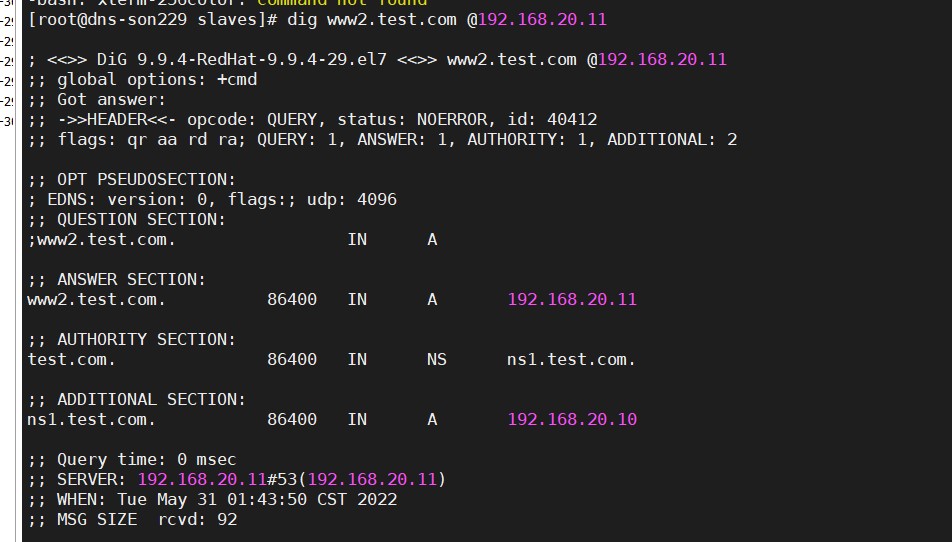 -bash: xterm-256color: command not found
[root@dns-son229 slaves]# dig www2.test.com @192.168.20.11
; <<>> DiG 9.9.4-RedHat-9.9.4-29.el7 <<>> www2.test.com @192.168.20.11
;; global options: +cmd
;; Got answer:
;; ->>HEADER<<- opcode: QUERY, status: NOERROR, id: 40412
;; flags: qr aa rd ra; QUERY: 1, ANSWER: 1, AUTHORITY: 1, ADDITIONAL: 2
;; OPT PSEUDOSECTION:
; EDNS: version: 0, flags:; udp: 4096
;; QUESTION SECTION:
;www2.test.com. IN A
;; ANSWER SECTION:
www2.test.com. 86400 IN A 192.168.20.11
;; AUTHORITY SECTION:
test.com. 86400 IN NS ns1.test.com.
;; ADDITIONAL SECTION:
ns1.test.com. 86400 IN A 192.168.20.10
;; Query time: 0 msec
;; SERVER: 192.168.20.11#53(192.168.20.11)
;; WHEN: Tue May 31 01:43:50 CST 2022
;; MSG SIZE rcvd: 92